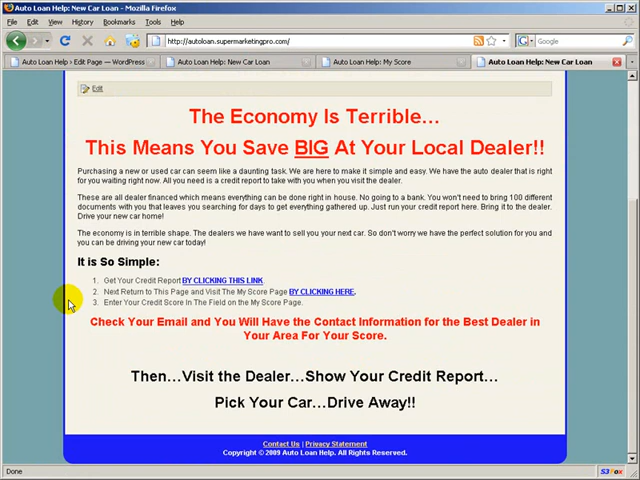 Auto Loan Help: New Car Loan - Mozilla Firefox
File Edit View History Bookmarks Tools Help
http://autoloan.supermarketingpro.com/
Google
Auto Loan Help › Edit Page — WordPress
Auto Loan Help: New Car Loan
Auto Loan Help: My Score
Auto Loan Help: New Car Loan
Edit
The Economy Is Terrible…
This Means You Save BIG At Your Local Dealer!!
Purchasing a new or used car can seem like a daunting task. We are here to make it simple and easy. We have the auto dealer that is right
for you waiting right now. All you need is a credit report to take with you when you visit the dealer.
These are all dealer financed which means everything can be done right in house. No going to a bank. You won't need to bring 100 different
documents with you that leaves you searching for days to get everything gathered up. Just run your credit report here. Bring it to the dealer.
Drive your new car home!
The economy is in terrible shape. The dealers we have want to sell you your next car. So don't worry we have the perfect solution for you and
you can be driving your new car today!
It is So Simple:
1. Get Your Credit Report BY CLICKING THIS LINK
2. Next Return to This Page and Visit The My Score Page BY CLICKING HERE.
3. Enter Your Credit Score In The Field on the My Score Page.
Check Your Email and You Will Have the Contact Information for the Best Dealer in
Your Area For Your Score.
Then…Visit the Dealer…Show Your Credit Report…
Pick Your Car…Drive Away!!
Contact Us | Privacy Statement
Copyright © 2009 Auto Loan Help. All Rights Reserved.
Done
S3Fox